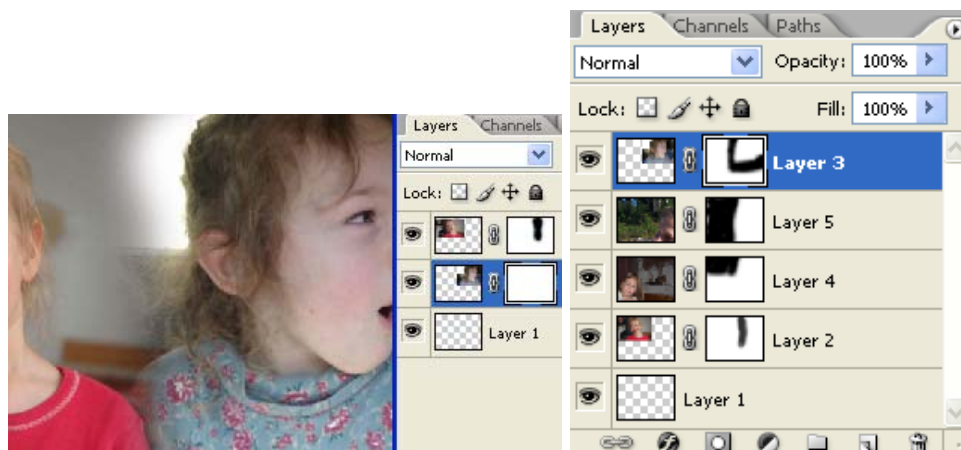 Layers Channels
Normal
Lock:
Layer 1
Layers Channels Paths
Normal Opacity: 100%
Lock: Fill: 100%
Layer 3
Layer 5
Layer 4
Layer 2
Layer 1